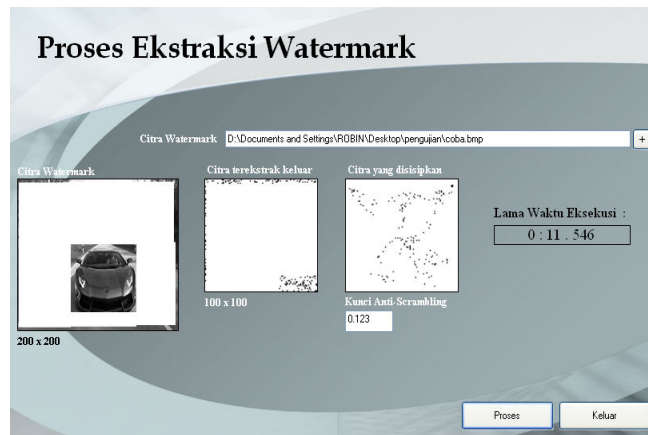 Proses Ekstraksi Watermark
Citra Watermark D:\Documents and Settings\ROBIN\Desktop\pengujian\coba.bmp +
Citra Watermark
Citra terekstrak keluar
Citra yang disisipkan
Lama Waktu Eksekusi :
0 : 11 . 546
100 x 100
Kunci Anti-Scrambling
0.123
200 x 200
Proses
Keluar